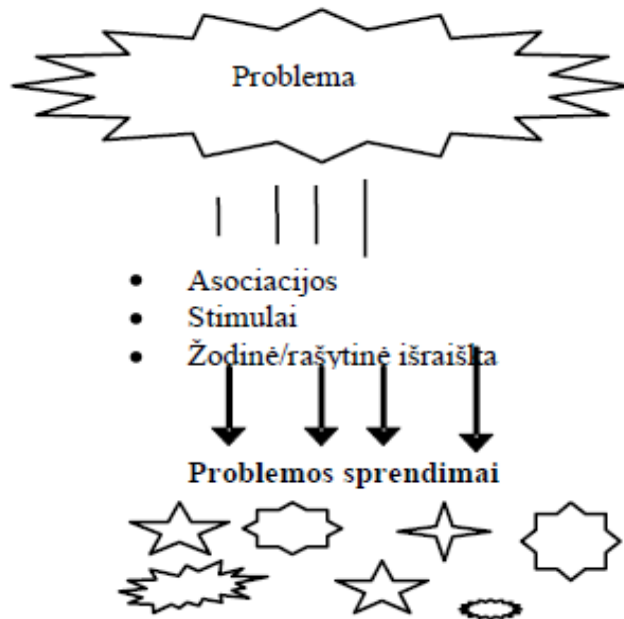 Problema
• Asociacijos
• Stimulai
• Žodinė/rašytinė išraiška
Problemos sprendimai